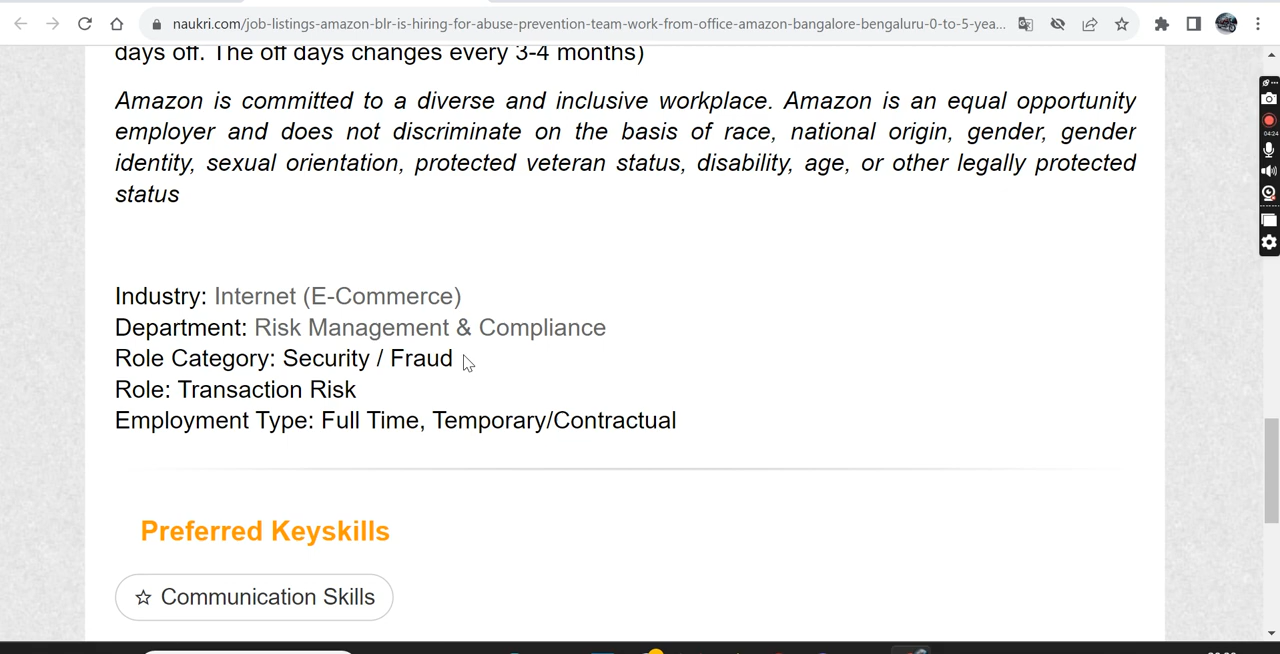 naukri.com/job-listings-amazon-blr-is-hiring-for-abuse-prevention-team-work-from-office-amazon-bangalore-bengaluru-0-to-5-yea...
days off. The off days changes every 3-4 months)
Amazon is committed to a diverse and inclusive workplace. Amazon is an equal opportunity
employer and does not discriminate on the basis of race, national origin, gender, gender
identity, sexual orientation, protected veteran status, disability, age, or other legally protected
status
04:24
Industry: Internet (E-Commerce)
Department: Risk Management & Compliance
Role Category: Security / Fraud
Role: Transaction Risk
Employment Type: Full Time, Temporary/Contractual
Preferred Keyskills
Communication Skills